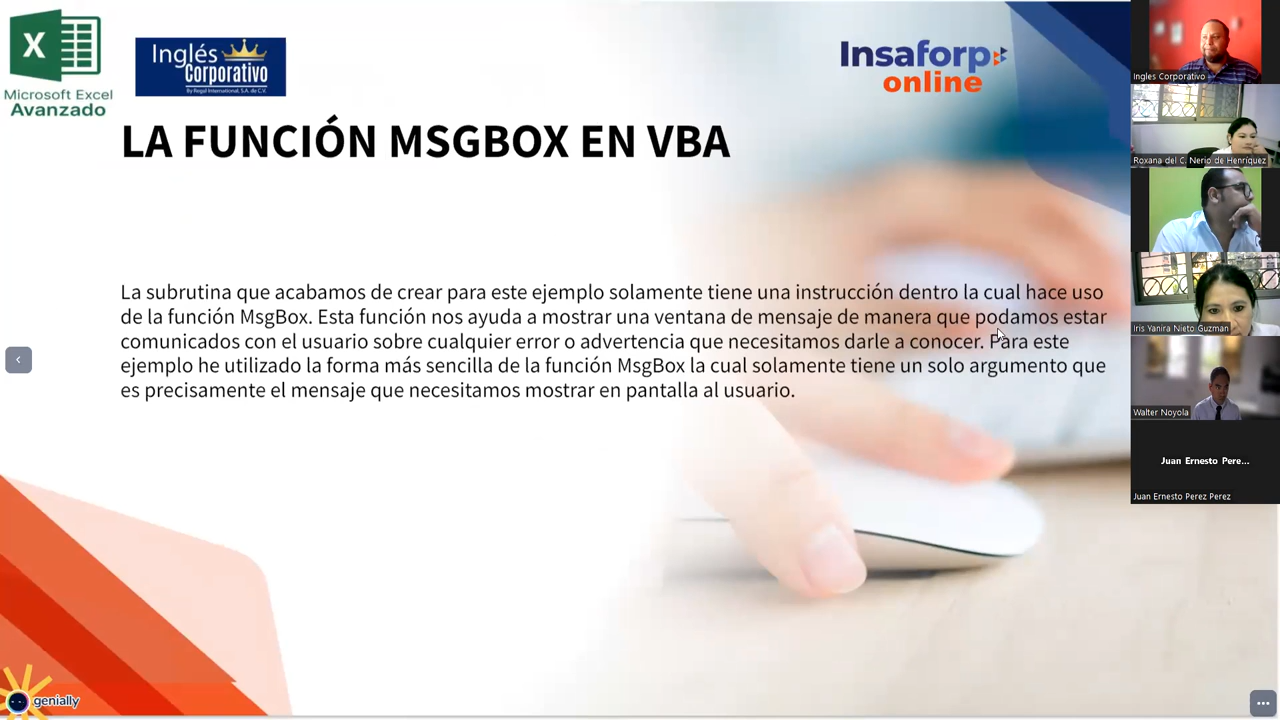 Microsoft Excel
Avanzado
Inglés
Corporativo
By Regal International, S.A. de C.V.
Insaforp
online
LA FUNCIÓN MSGBOX EN VBA
La subrutina que acabamos de crear para este ejemplo solamente tiene una instrucción dentro la cual hace uso
de la función MsgBox. Esta función nos ayuda a mostrar una ventana de mensaje de manera que podamos estar
comunicados con el usuario sobre cualquier error o advertencia que necesitamos darle a conocer. Para este
ejemplo he utilizado la forma más sencilla de la función MsgBox la cual solamente tiene un solo argumento que
es precisamente el mensaje que necesitamos mostrar en pantalla al usuario.
genially
Ingles Corporativo
Roxana del C. Nerio de Henríquez
Iris Yanira Nieto Guzman
Walter Noyola
Juan Ernesto Pere...
Juan Ernesto Perez Perez